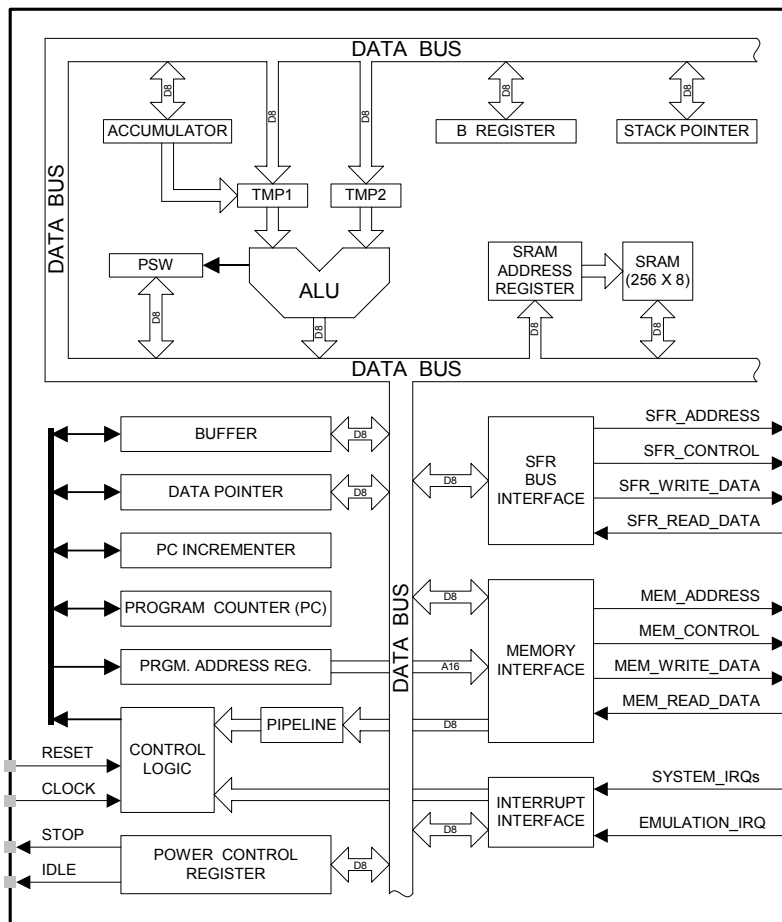 DATA BUS
D8
D8
D8
D8
D8
ACCUMULATOR
B REGISTER
STACK POINTER
DATA BUS
TMP1
TMP2
PSW
ALU
SRAM
ADDRESS
REGISTER
SRAM
(256 X 8)
D8
D8
D8
D8
DATA BUS
BUFFER
D8
DATA POINTER
D8
PC INCREMENTER
PROGRAM COUNTER (PC)
PRGM. ADDRESS REG.
A16
DATA BUS
D8
SFR
BUS
INTERFACE
SFR_ADDRESS
SFR_CONTROL
SFR_WRITE_DATA
SFR_READ_DATA
D8
MEMORY
INTERFACE
MEM_ADDRESS
MEM_CONTROL
MEM_WRITE_DATA
MEM_READ_DATA
CONTROL
LOGIC
PIPELINE
D8
RESET
CLOCK
INTERRUPT
INTERFACE
SYSTEM_IRQs
EMULATION_IRQ
D8
STOP
IDLE
POWER CONTROL
REGISTER
D8